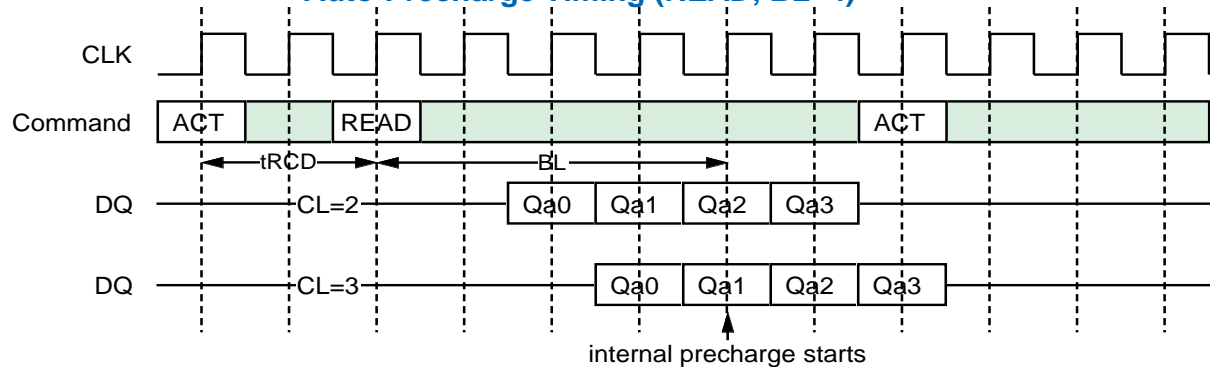 Auto-Precharge Timing (READ, BL=4)
CLK
Command ACT READ ACT
tRCD BL
DQ CL=2 Qa0 Qa1 Qa2 Qa3
DQ CL=3 Qa0 Qa1 Qa2 Qa3
internal precharge starts